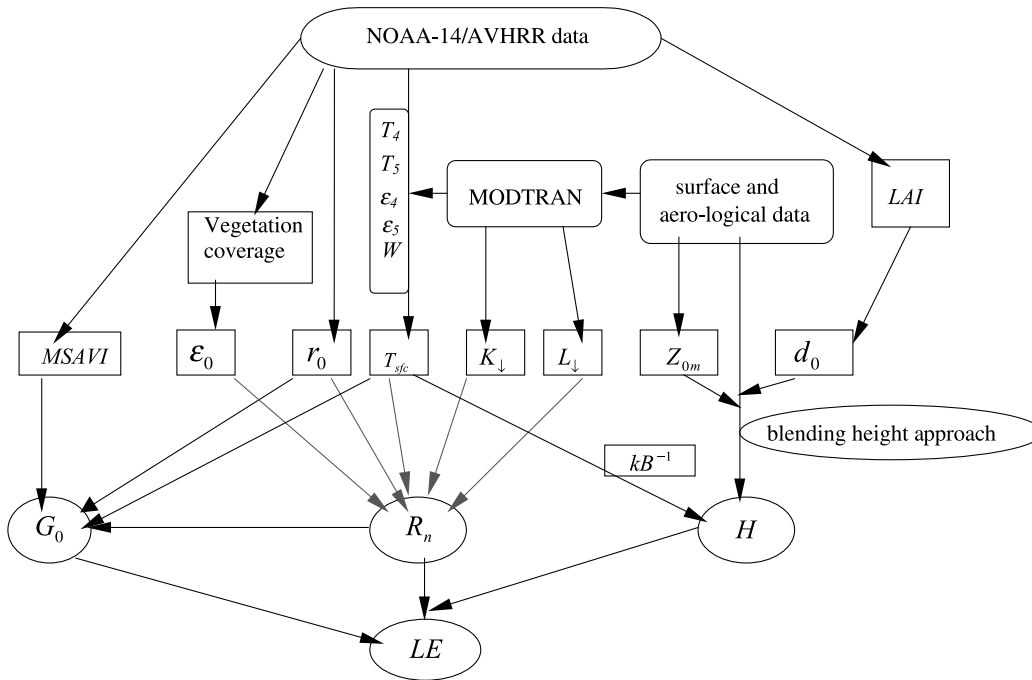 NOAA-14/AVHRR data
T₄
T₅
ε₄
ε₅
W
MODTRAN
surface and
aero-logical data
LAI
Vegetation
coverage
MSAVI
ε₀
r₀
T_sfc
K↓
L↓
Z₀ₘ
d₀
blending height approach
kB⁻¹
G₀
Rₙ
H
LE